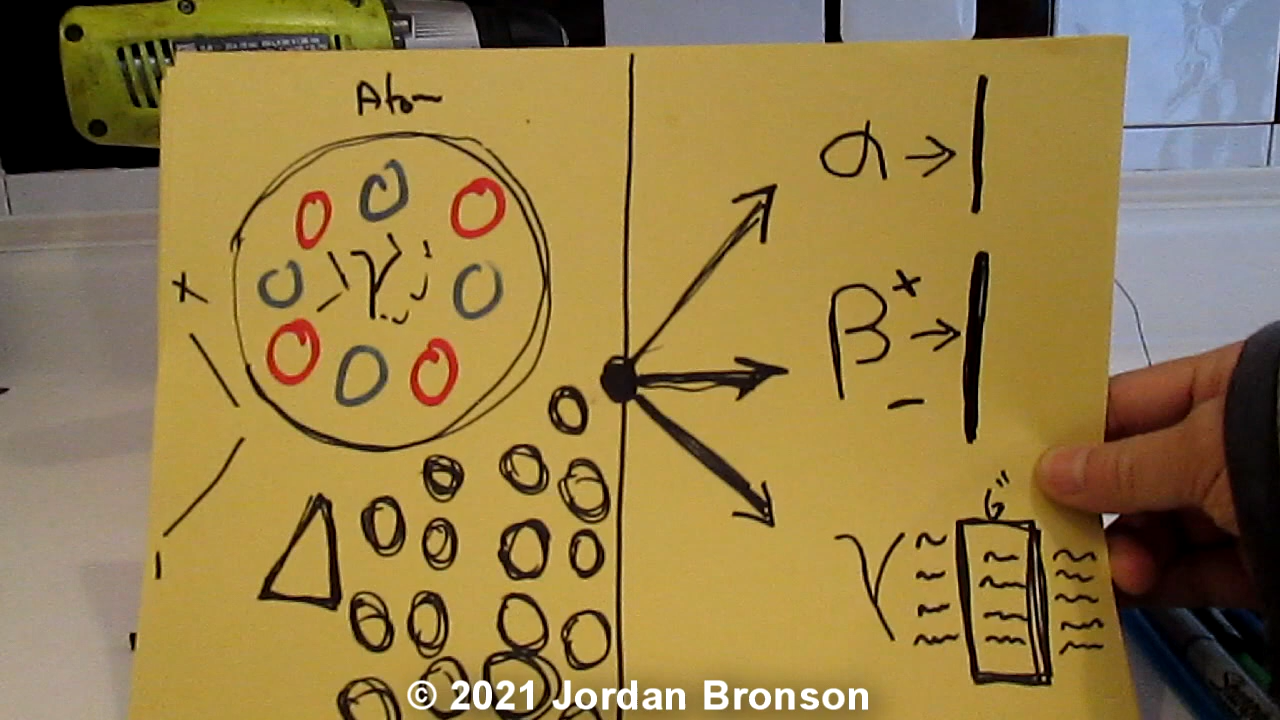 Atom
γ
+
-
α →
β + →
-
γ
6"
© 2021 Jordan Bronson